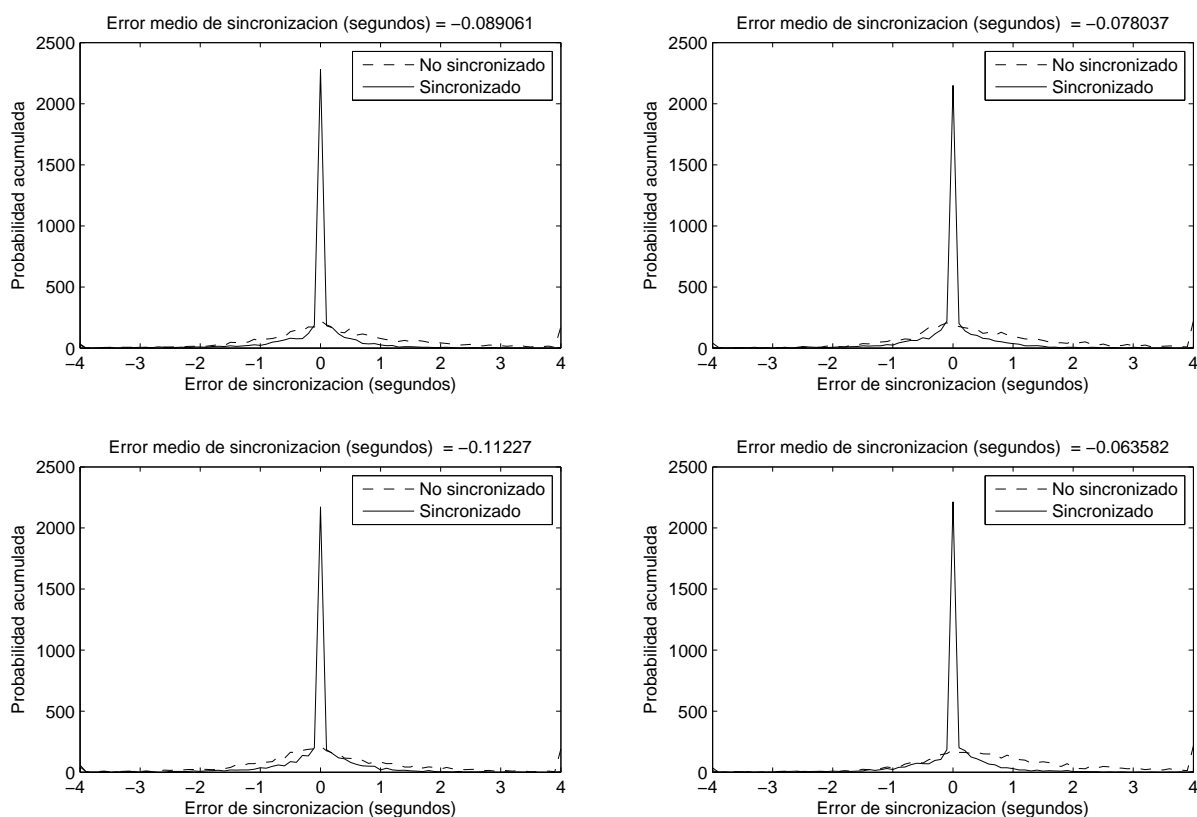 Error medio de sincronizacion (segundos) = −0.089061
2500
2000
1500
1000
500
0
Probabilidad acumulada
No sincronizado
Sincronizado
−4 −3 −2 −1 0 1 2 3 4
Error de sincronizacion (segundos)
Error medio de sincronizacion (segundos) = −0.078037
2500
2000
1500
1000
500
0
Probabilidad acumulada
No sincronizado
Sincronizado
−4 −3 −2 −1 0 1 2 3 4
Error de sincronizacion (segundos)
Error medio de sincronizacion (segundos) = −0.11227
2500
2000
1500
1000
500
0
Probabilidad acumulada
No sincronizado
Sincronizado
−4 −3 −2 −1 0 1 2 3 4
Error de sincronizacion (segundos)
Error medio de sincronizacion (segundos) = −0.063582
2500
2000
1500
1000
500
0
Probabilidad acumulada
No sincronizado
Sincronizado
−4 −3 −2 −1 0 1 2 3 4
Error de sincronizacion (segundos)